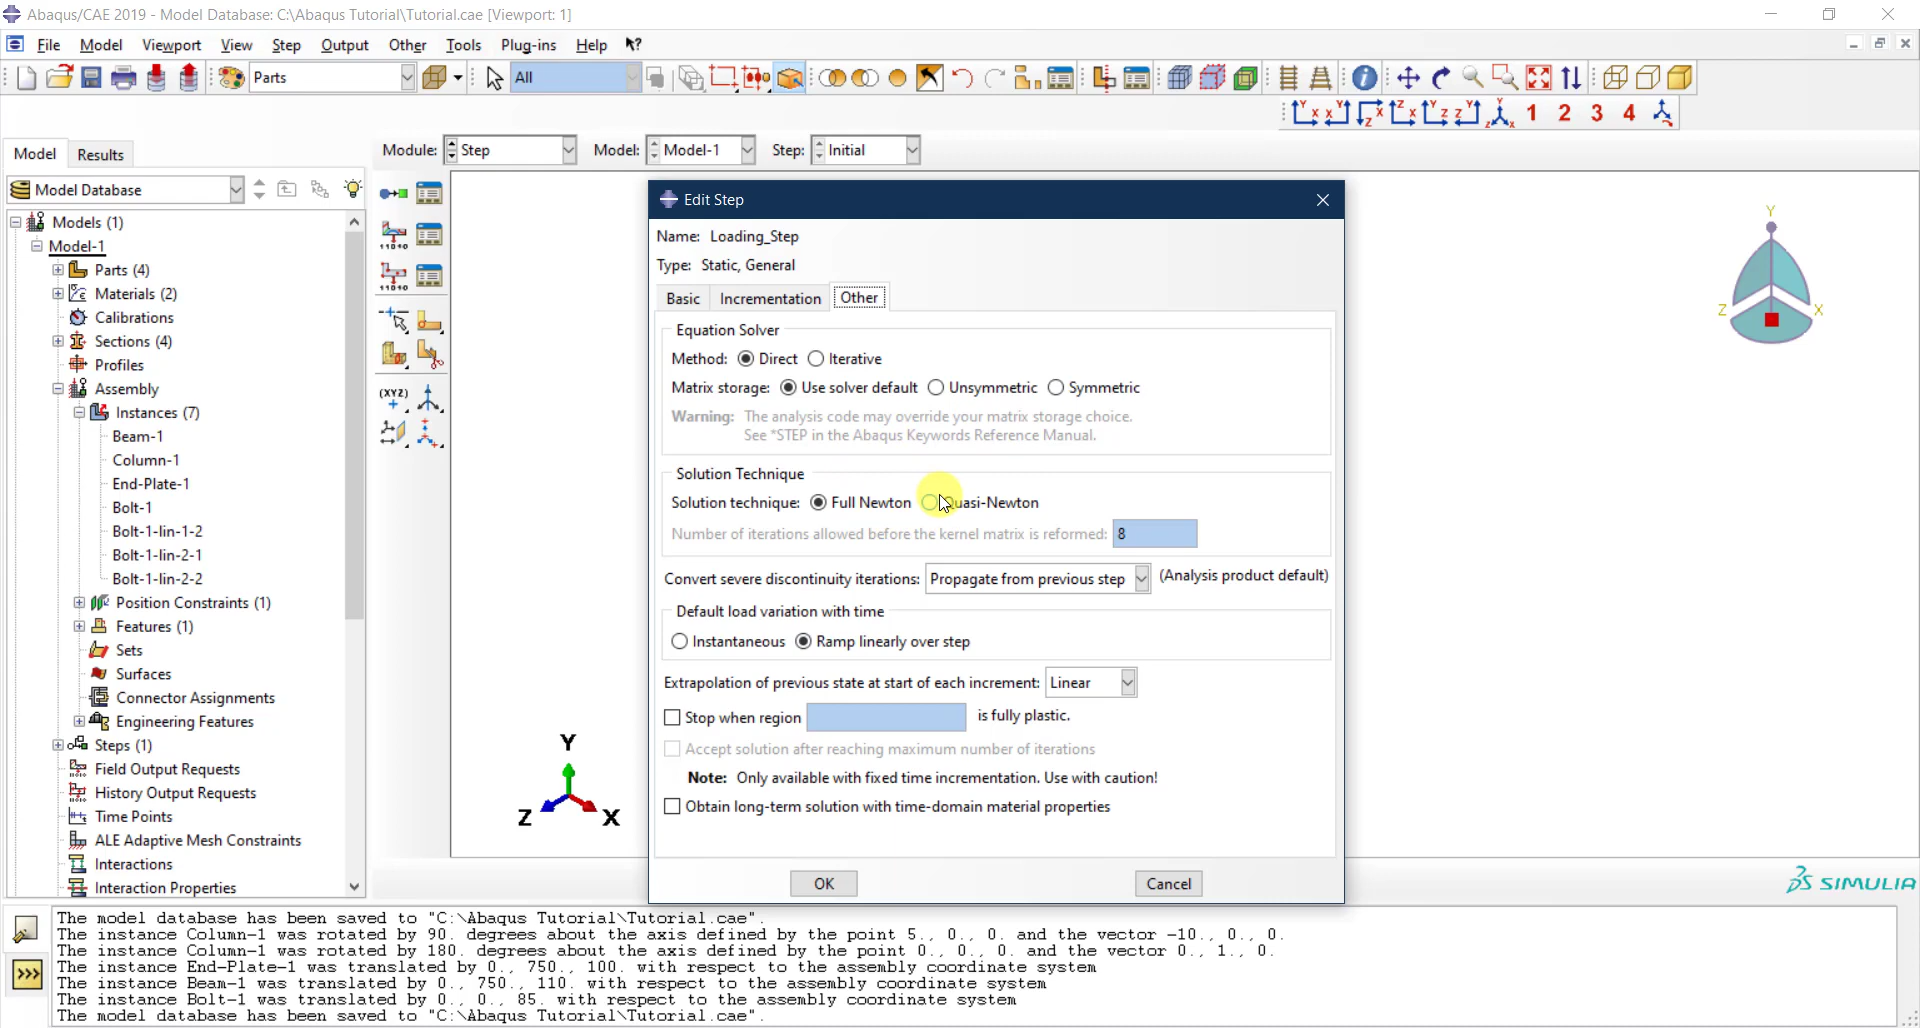 Abaqus/CAE 2019 - Model Database: C:\Abaqus Tutorial\Tutorial.cae [Viewport: 1]
File Model Viewport View Step Output Other Tools Plug-ins Help ?
Parts All
1 2 3 4
Model Results Module: Step Model: Model-1 Step: Initial
Model Database
Models (1)
Model-1
Parts (4)
Materials (2)
Calibrations
Sections (4)
Profiles
Assembly
Instances (7)
Beam-1
Column-1
End-Plate-1
Bolt-1
Bolt-1-lin-1-2
Bolt-1-lin-2-1
Bolt-1-lin-2-2
Position Constraints (1)
Features (1)
Sets
Surfaces
Connector Assignments
Engineering Features
Steps (1)
Field Output Requests
History Output Requests
Time Points
ALE Adaptive Mesh Constraints
Interactions
Interaction Properties
Edit Step
Name: Loading_Step
Type: Static, General
Basic Incrementation Other
Equation Solver
Method: Direct Iterative
Matrix storage: Use solver default Unsymmetric Symmetric
Warning: The analysis code may override your matrix storage choice.
See *STEP in the Abaqus Keywords Reference Manual.
Solution Technique
Solution technique: Full Newton Quasi-Newton
Number of iterations allowed before the kernel matrix is reformed: 8
Convert severe discontinuity iterations: Propagate from previous step (Analysis product default)
Default load variation with time
Instantaneous Ramp linearly over step
Extrapolation of previous state at start of each increment: Linear
Stop when region is fully plastic.
Accept solution after reaching maximum number of iterations
Note: Only available with fixed time incrementation. Use with caution!
Obtain long-term solution with time-domain material properties
OK Cancel
Y
Z X
Y
Z X
SIMULIA
The model database has been saved to "C:\Abaqus Tutorial\Tutorial.cae".
The instance Column-1 was rotated by 90. degrees about the axis defined by the point 5., 0., 0. and the vector -10., 0., 0.
The instance Column-1 was rotated by 180. degrees about the axis defined by the point 0., 0., 0. and the vector 0., 1., 0.
The instance End-Plate-1 was translated by 0., 750., 100. with respect to the assembly coordinate system
The instance Beam-1 was translated by 0., 750., 110. with respect to the assembly coordinate system
The instance Bolt-1 was translated by 0., 0., 85. with respect to the assembly coordinate system
The model database has been saved to "C:\Abaqus Tutorial\Tutorial.cae".